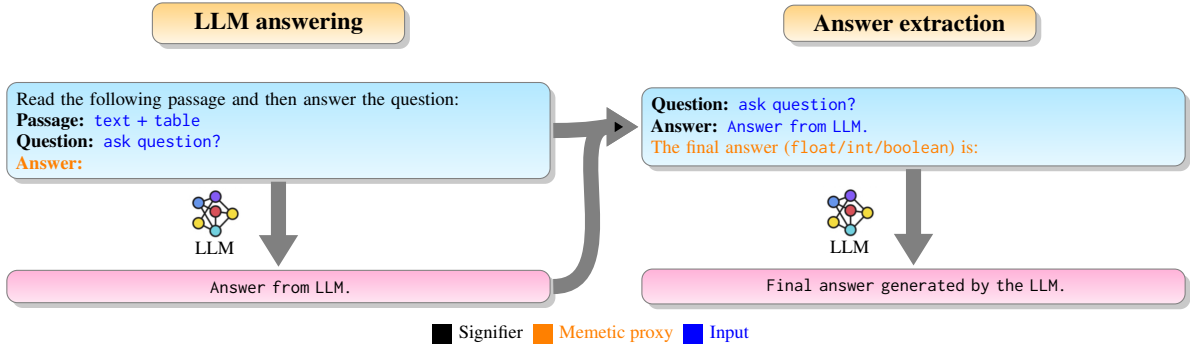 LLM answering
Read the following passage and then answer the question:
Passage: text + table
Question: ask question?
Answer:
LLM
Answer from LLM.
Answer extraction
Question: ask question?
Answer: Answer from LLM.
The final answer (float/int/boolean) is:
LLM
Final answer generated by the LLM.
Signifier Memetic proxy Input